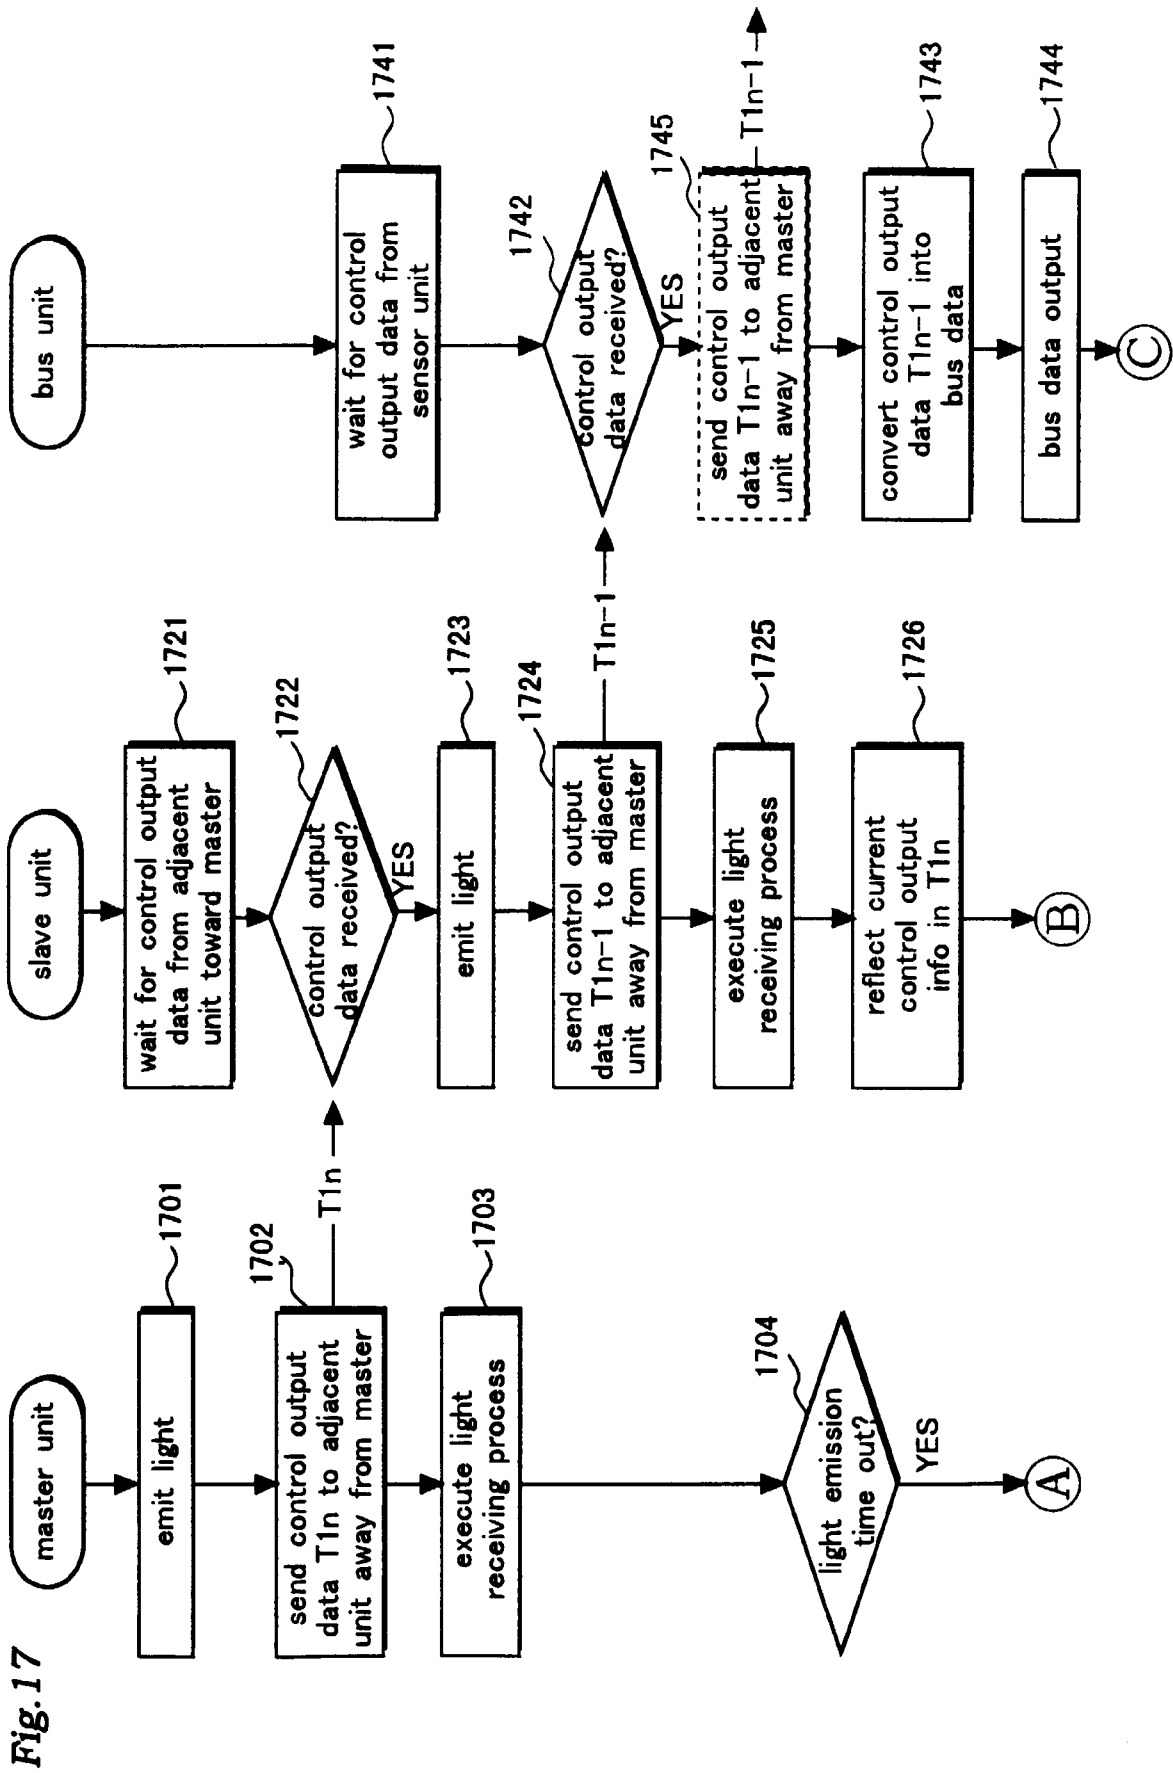 Fig.17
master unit
emit light
1701
send control output
data T1n to adjacent
unit away from master
1702
T1n
execute light
receiving process
1703
light emission
time out?
1704
YES
A
slave unit
wait for control output
data from adjacent
unit toward master
1721
control output
data received?
1722
YES
emit light
1723
send control output
data T1n-1 to adjacent
unit away from master
1724
T1n-1
execute light
receiving process
1725
reflect current
control output
info in T1n
1726
B
bus unit
wait for control
output data from
sensor unit
1741
control output
data received?
1742
YES
send control output
data T1n-1 to adjacent
unit away from master
1745
T1n-1
convert control output
data T1n-1 into
bus data
1743
bus data output
1744
C